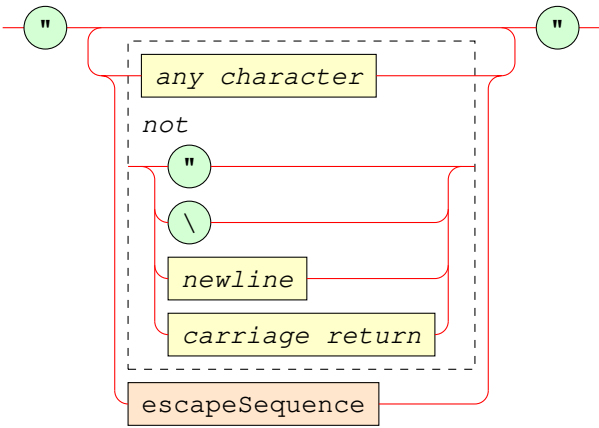 " "
any character
not
"
\
newline
carriage return
escapeSequence